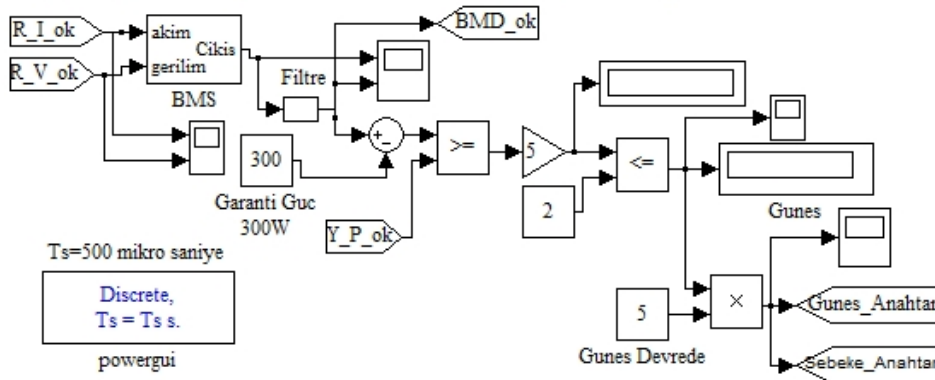 R_I_ok
R_V_ok
akim
gerilim
Cikis
BMS
Filtre
BMD_ok
300
Garanti Guc
300W
+
−
>=
Y_P_ok
5
2
<=
Gunes
5
×
Gunes Devrede
Gunes_Anahtar
Sebeke_Anahtar
Ts=500 mikro saniye
Discrete,
Ts = Ts s.
powergui